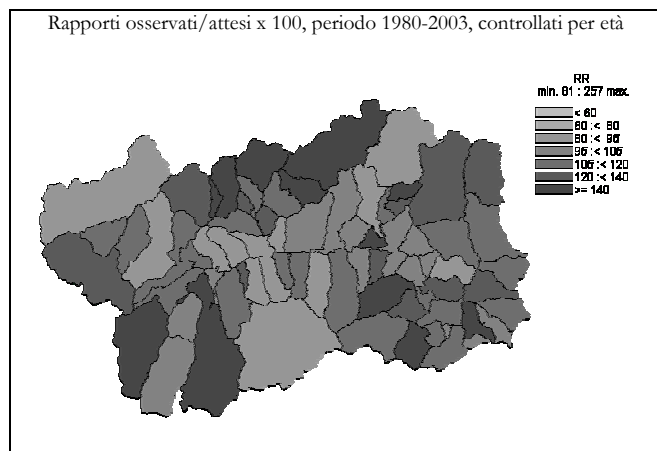 Rapporti osservati/attesi x 100, periodo 1980-2003, controllati per età
RR
min. 61 : 257 max.
< 60
60 :< 80
80 :< 95
95 :< 105
105 :< 120
120 :< 140
>= 140